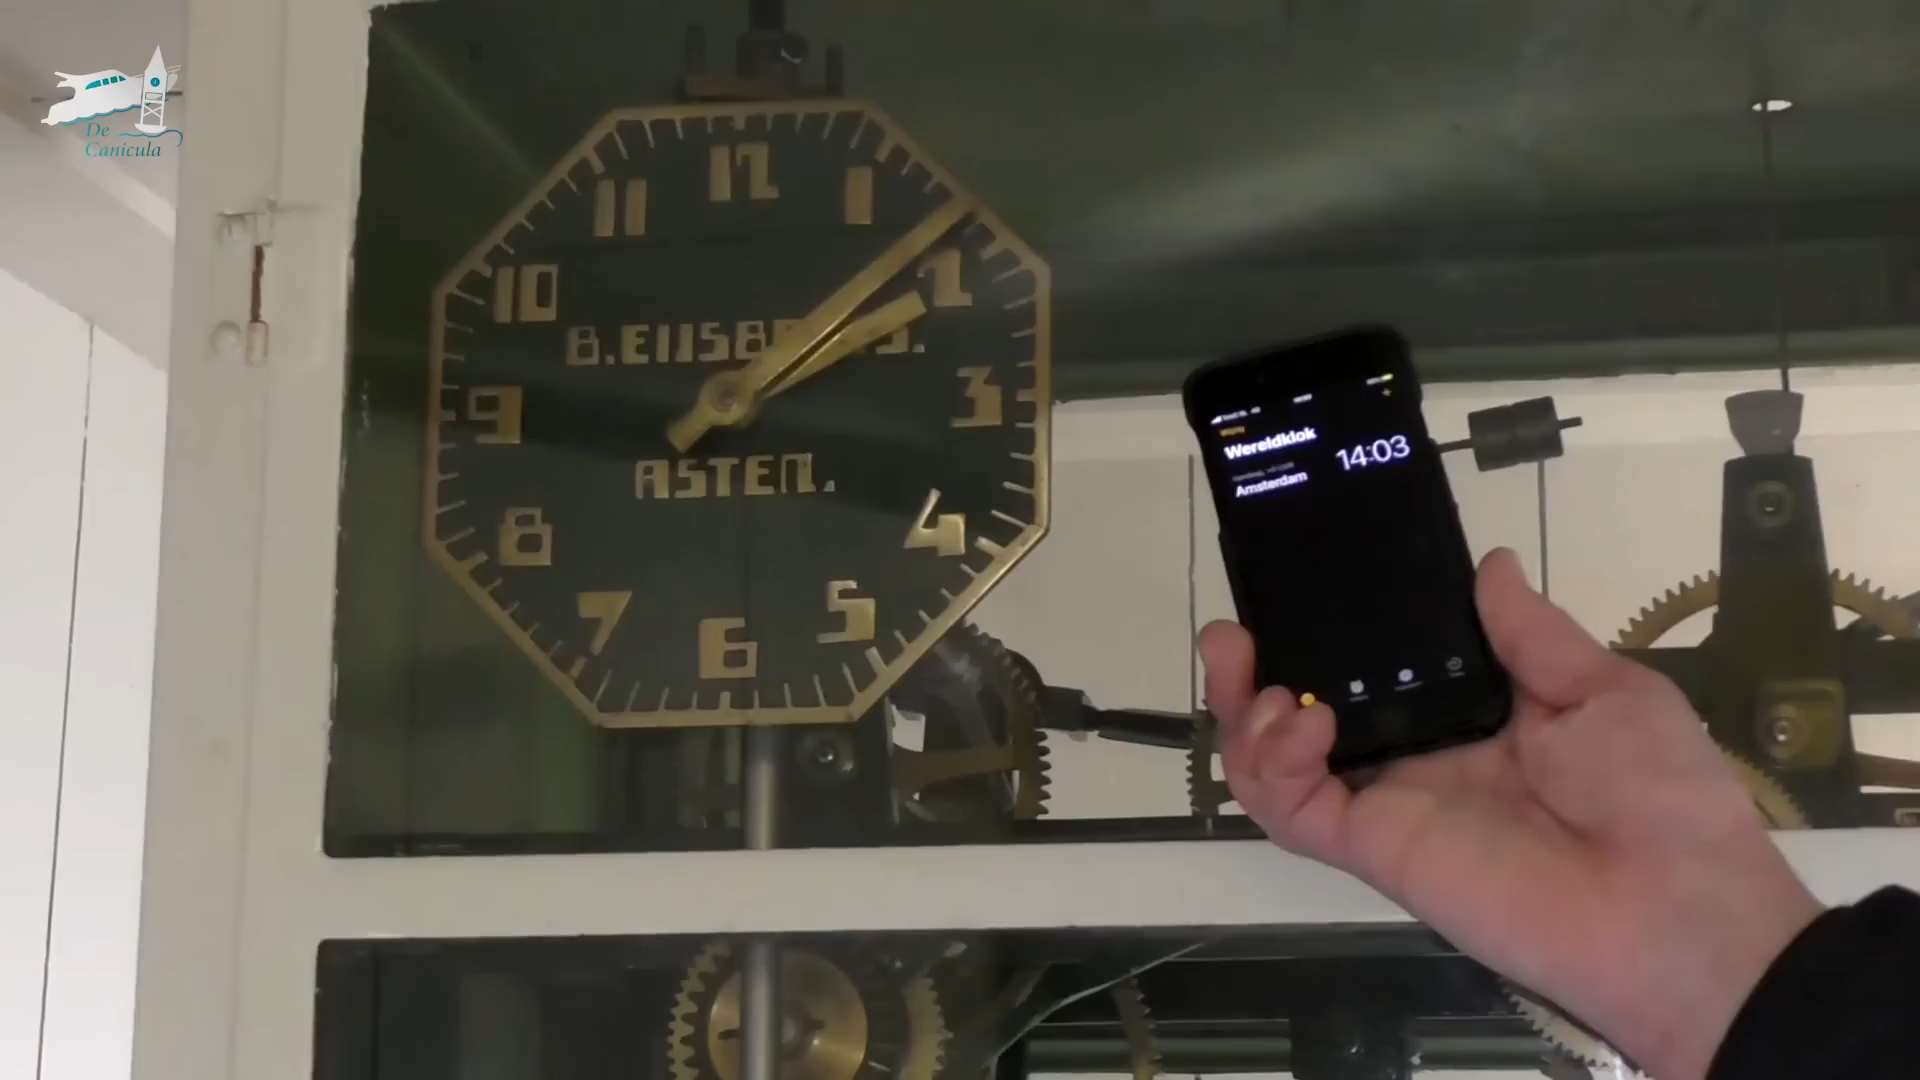 De
Canicula
12
11
1
10
2
B.EIJSB
S.
9
3
ASTEN.
8
4
7
5
6
Wereldklok
14:03
Amsterdam